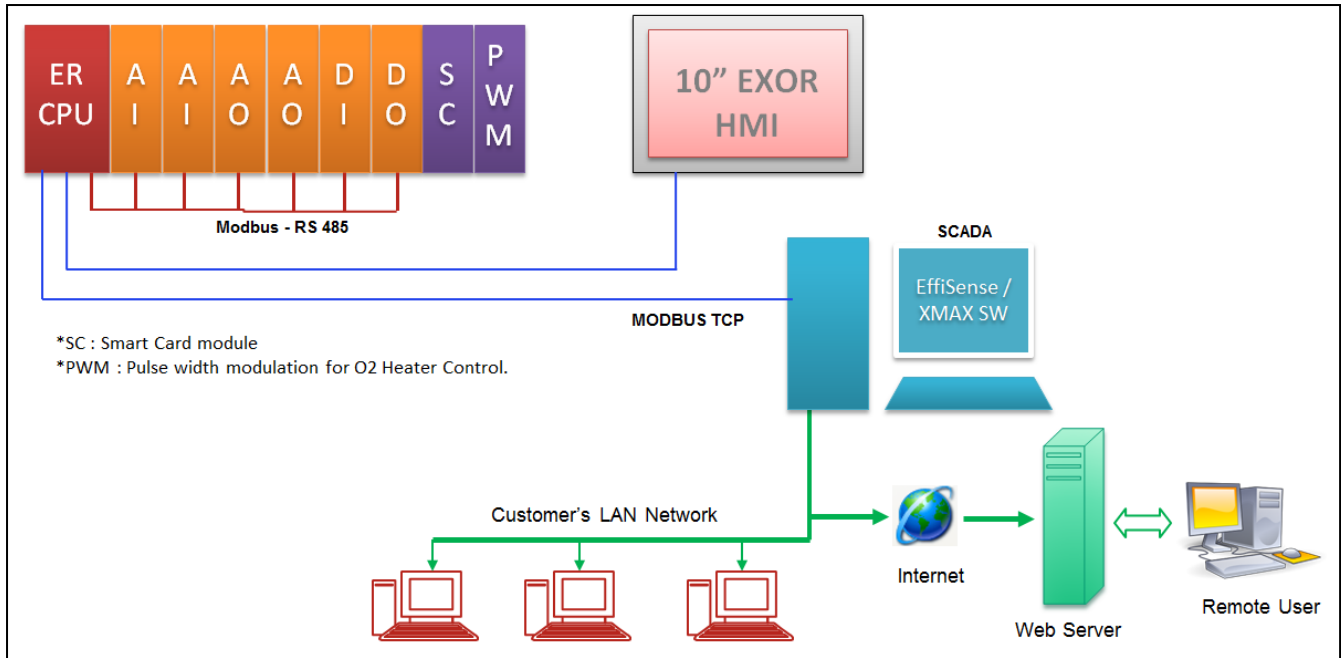 ER
CPU
A
I
A
I
A
O
A
O
D
I
D
O
S
C
P
W
M
10” EXOR
HMI
Modbus - RS 485
SCADA
EffiSense /
XMAX SW
MODBUS TCP
*SC : Smart Card module
*PWM : Pulse width modulation for O2 Heater Control.
Customer’s LAN Network
Internet
Web Server
Remote User